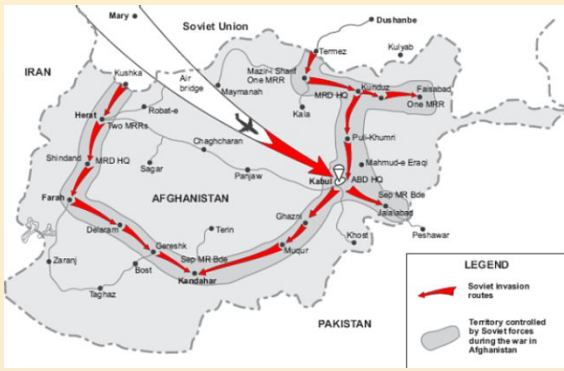 Mary
Soviet Union
Dushanbe
IRAN
Termez
Kulyab
Kushka
Air
bridge
Mazir-i Sharif
One MRR
Maymanah
MRD HQ
Kunduz
Faisabad
One MRR
Robat-e
Kala
Herat
Two MRRs
Puli-Khumri
Chaghcharan
Shindand
MRD HQ
Sagar
Panjaw
Mahmud-e Eraqi
Kabul
ABD HQ
AFGHANISTAN
Sep MR Bde
Jalalabad
Farah
Ghazni
Delaram
Terin
Khost
Peshawar
Gereshk
Muqur
Zaranj
Bost
Sep MR Bde
Kandahar
Taghaz
PAKISTAN
LEGEND
Soviet invasion
routes
Territory controlled
by Soviet forces
during the war in
Afghanistan